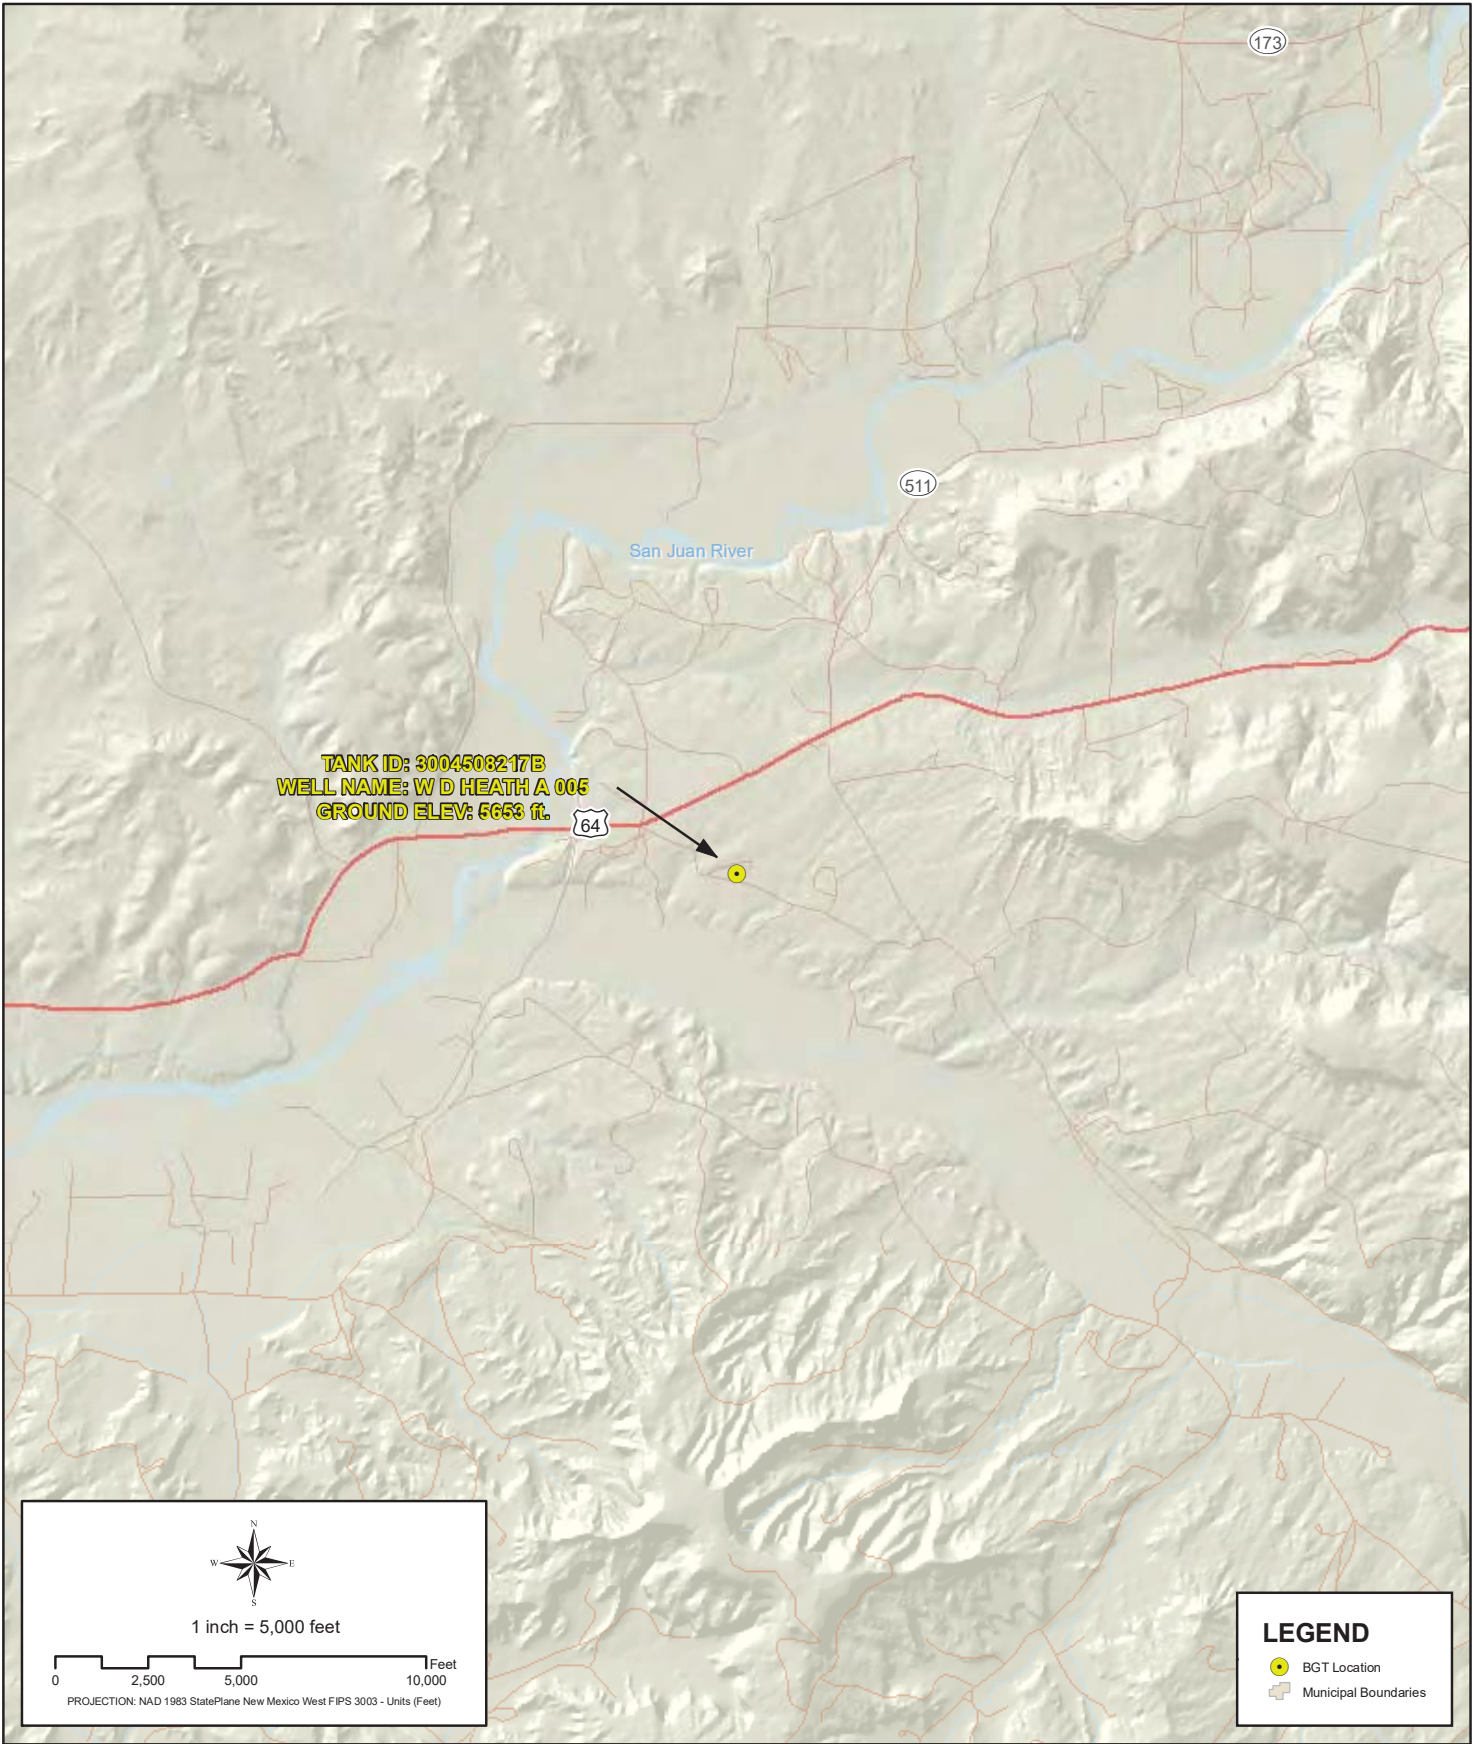 173
511
San Juan River
TANK ID: 3004508217B
WELL NAME: W D HEATH A 005
GROUND ELEV: 5653 ft.
64
N
W E
S
1 inch = 5,000 feet
Feet
0 2,500 5,000 10,000
PROJECTION: NAD 1983 StatePlane New Mexico West FIPS 3003 - Units (Feet)
LEGEND
BGT Location
Municipal Boundaries